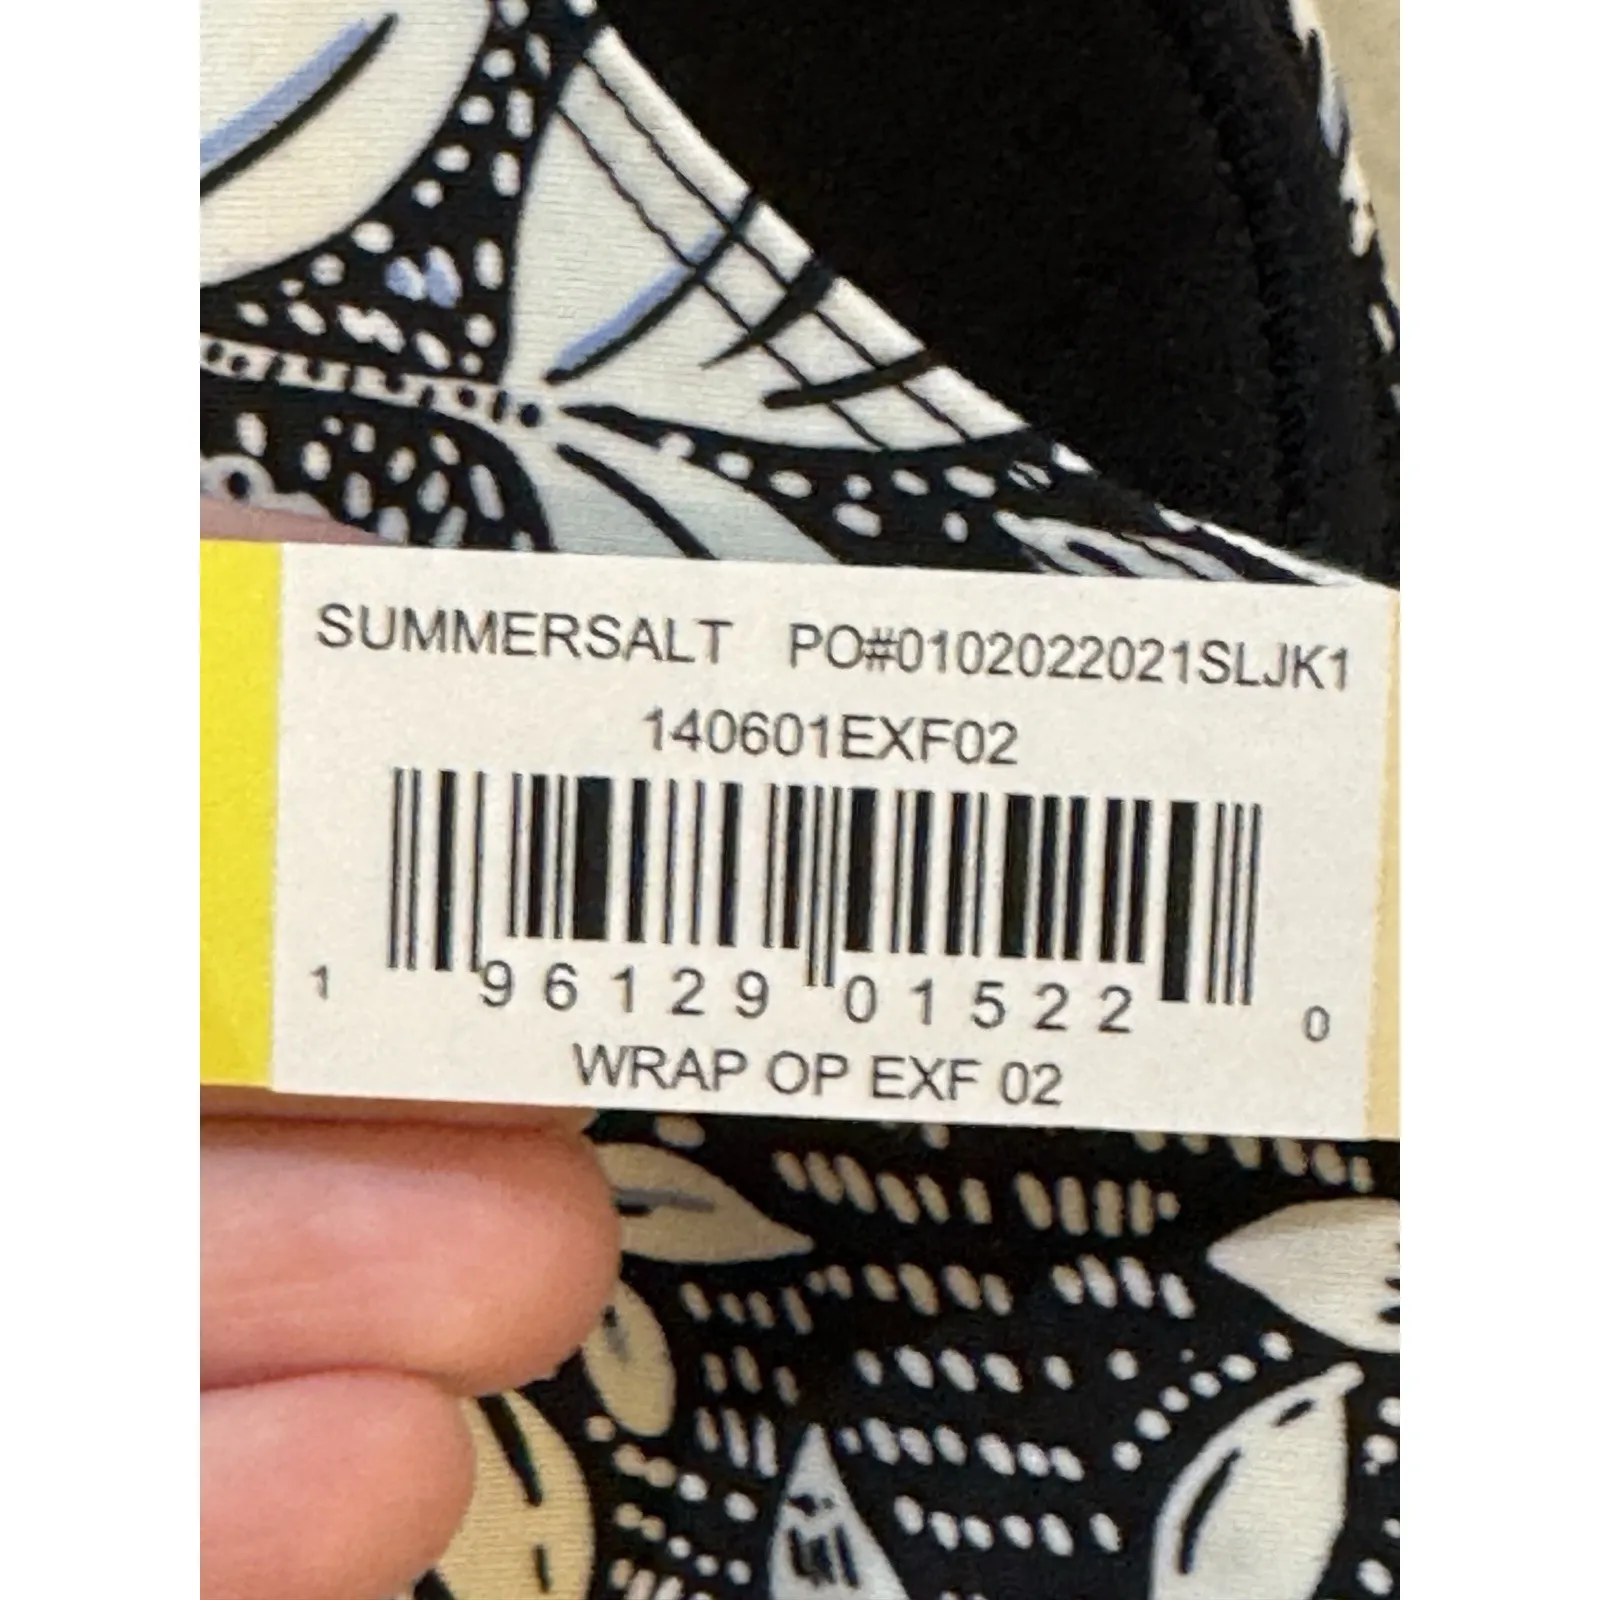 SUMMERSALT PO#0102022021SLJK1
140601EXF02
1 96129 01522 0
WRAP OP EXF 02